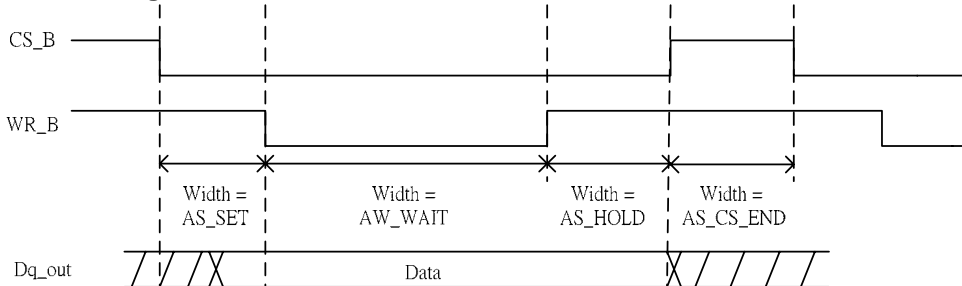 CS_B
WR_B
Width = Width = Width = Width =
AS_SET AW_WAIT AS_HOLD AS_CS_END
Dq_out Data